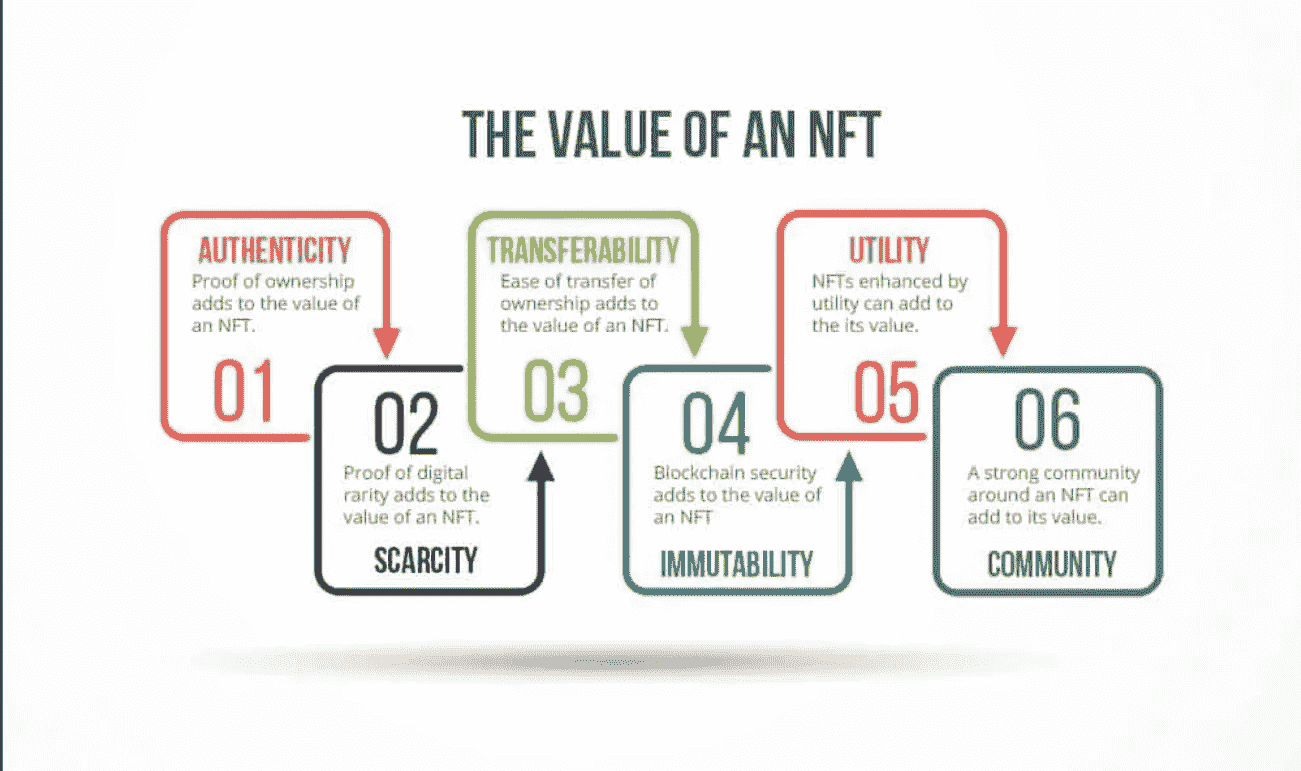 THE VALUE OF AN NFT
AUTHENTICITY
Proof of ownership
adds to the value of
an NFT.
01
02
Proof of digital
rarity adds to the
value of an NFT.
SCARCITY
TRANSFERABILITY
Ease of transfer of
ownership adds to
the value of an NFT.
03
04
Blockchain security
adds to the value of
an NFT
IMMUTABILITY
UTILITY
NFTs enhanced by
utility can add to
the its value.
05
06
A strong community
around an NFT can
add to its value.
COMMUNITY